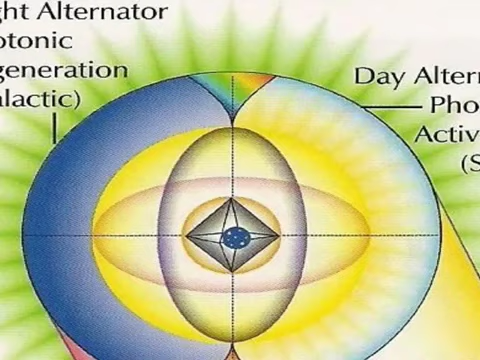 ght Alternator
otonic
generation
alactic)
Day Altern
Pho
Activ
(S